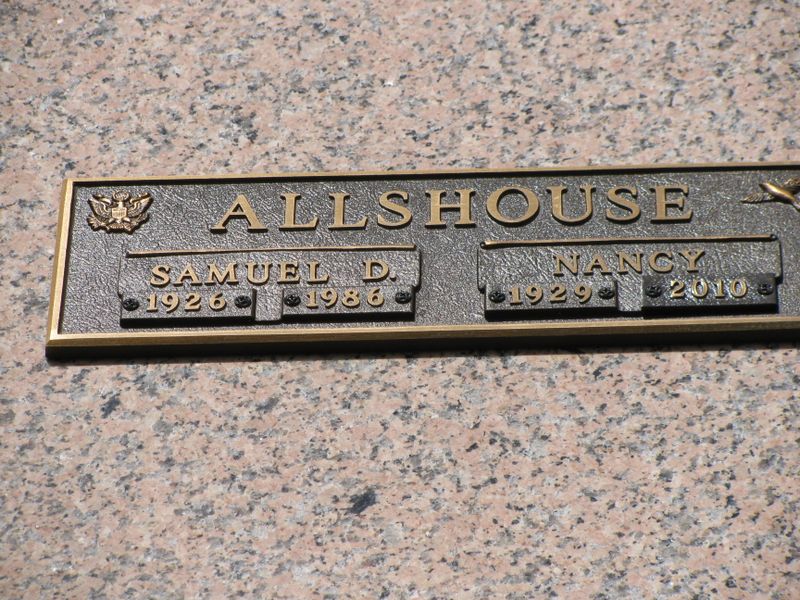 ALLSHOUSE
SAMUEL D.
1926 1986
NANCY
1929 2010